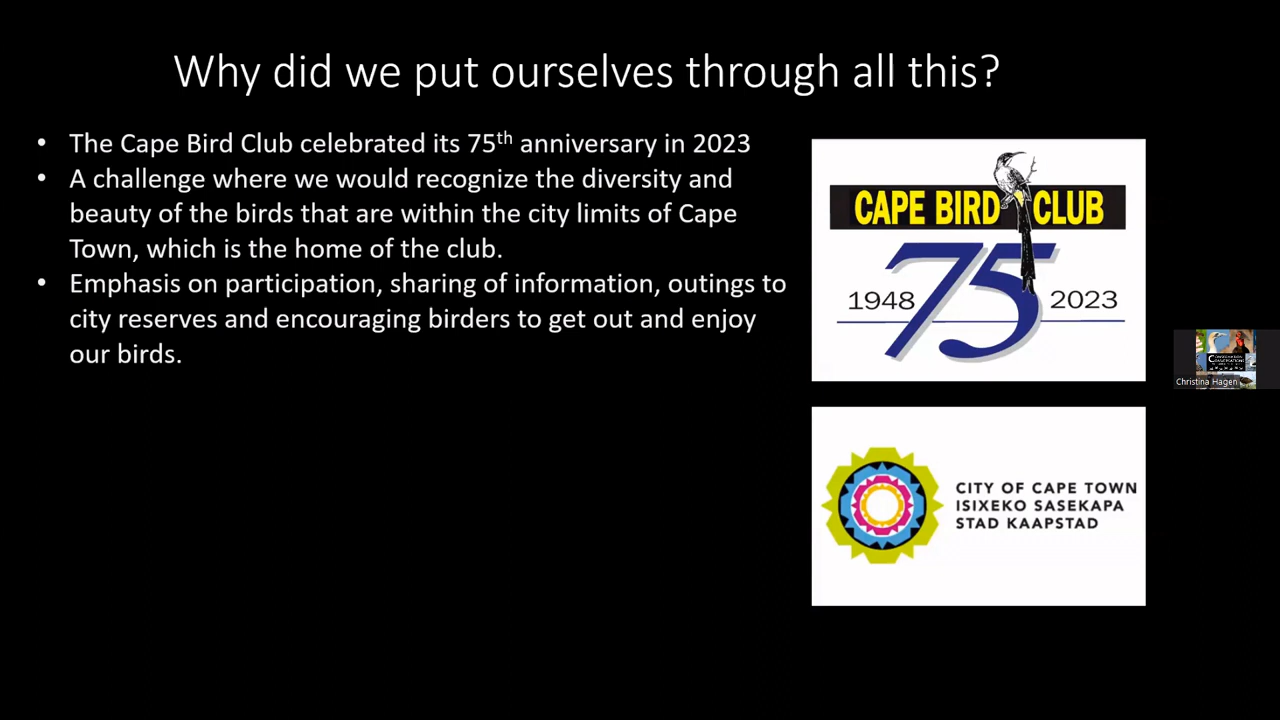 Why did we put ourselves through all this?
• The Cape Bird Club celebrated its 75th anniversary in 2023
• A challenge where we would recognize the diversity and
beauty of the birds that are within the city limits of Cape
Town, which is the home of the club.
• Emphasis on participation, sharing of information, outings to
city reserves and encouraging birders to get out and enjoy
our birds.
CAPE BIRD CLUB
75
1948 2023
CITY OF CAPE TOWN
ISIXEKO SASEKAPA
STAD KAAPSTAD
Christina Hagen